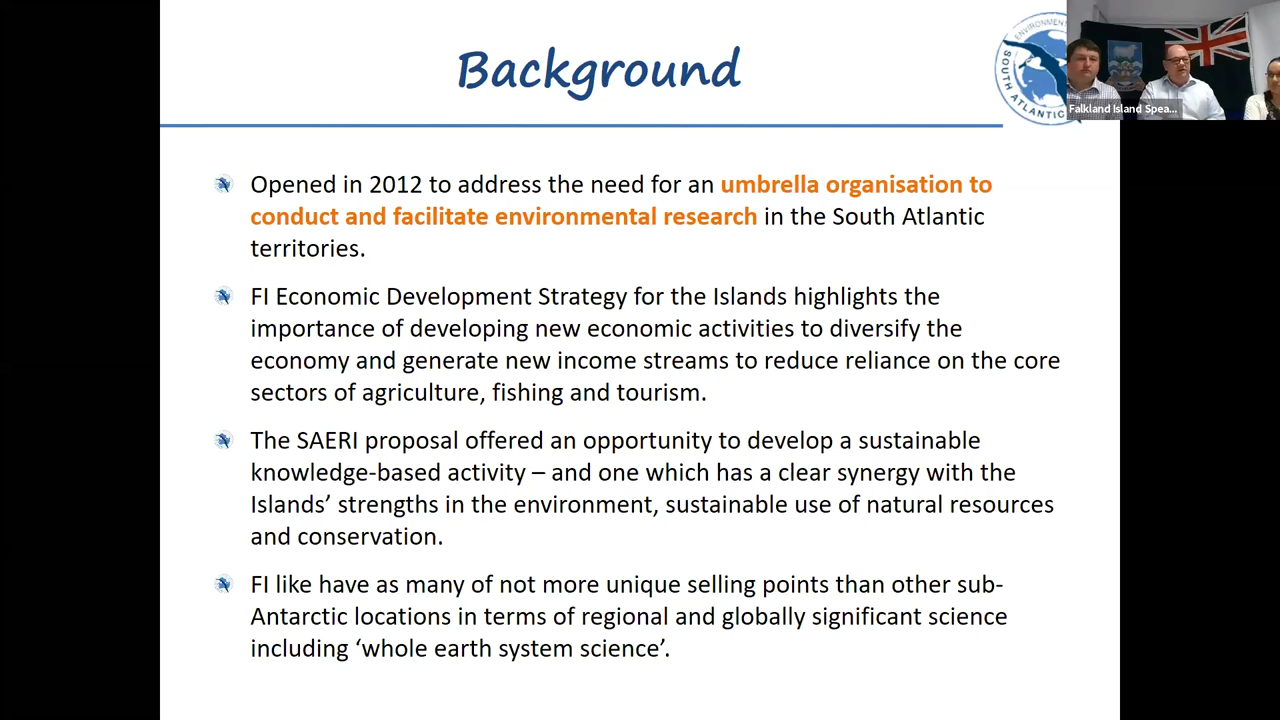 Background
ENVIRONMENT
SOUTH ATLANTIC
Falkland Island Spea...
Opened in 2012 to address the need for an umbrella organisation to
conduct and facilitate environmental research in the South Atlantic
territories.
FI Economic Development Strategy for the Islands highlights the
importance of developing new economic activities to diversify the
economy and generate new income streams to reduce reliance on the core
sectors of agriculture, fishing and tourism.
The SAERI proposal offered an opportunity to develop a sustainable
knowledge-based activity – and one which has a clear synergy with the
Islands’ strengths in the environment, sustainable use of natural resources
and conservation.
FI like have as many of not more unique selling points than other sub-
Antarctic locations in terms of regional and globally significant science
including ‘whole earth system science’.